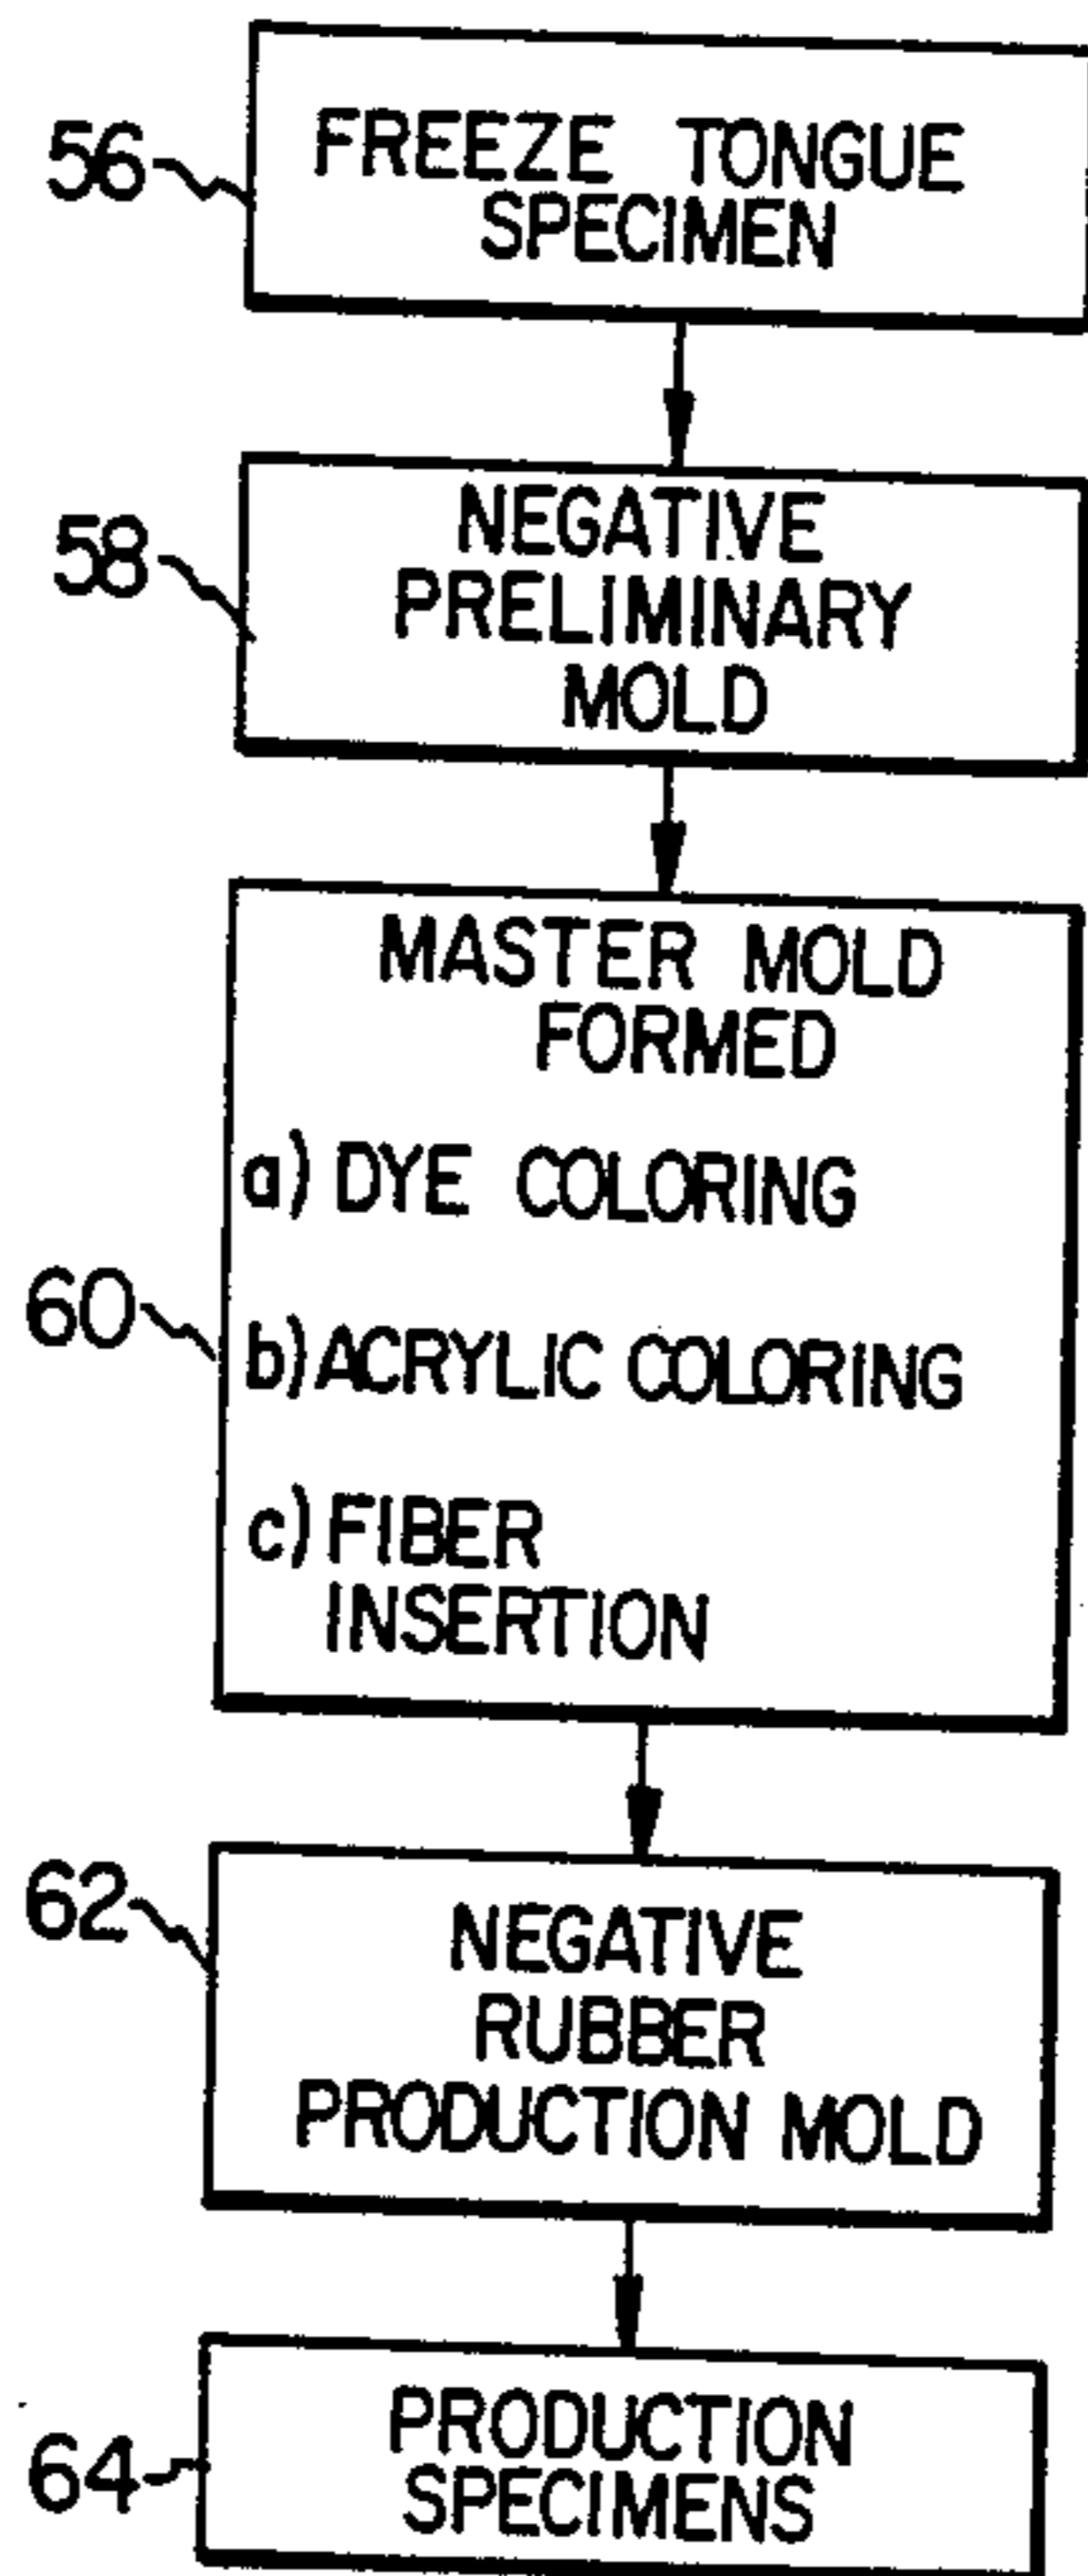 56
FREEZE TONGUE
SPECIMEN
58
NEGATIVE
PRELIMINARY
MOLD
MASTER MOLD
FORMED
a) DYE COLORING
60
b) ACRYLIC COLORING
c) FIBER
INSERTION
62
NEGATIVE
RUBBER
PRODUCTION MOLD
64
PRODUCTION
SPECIMENS